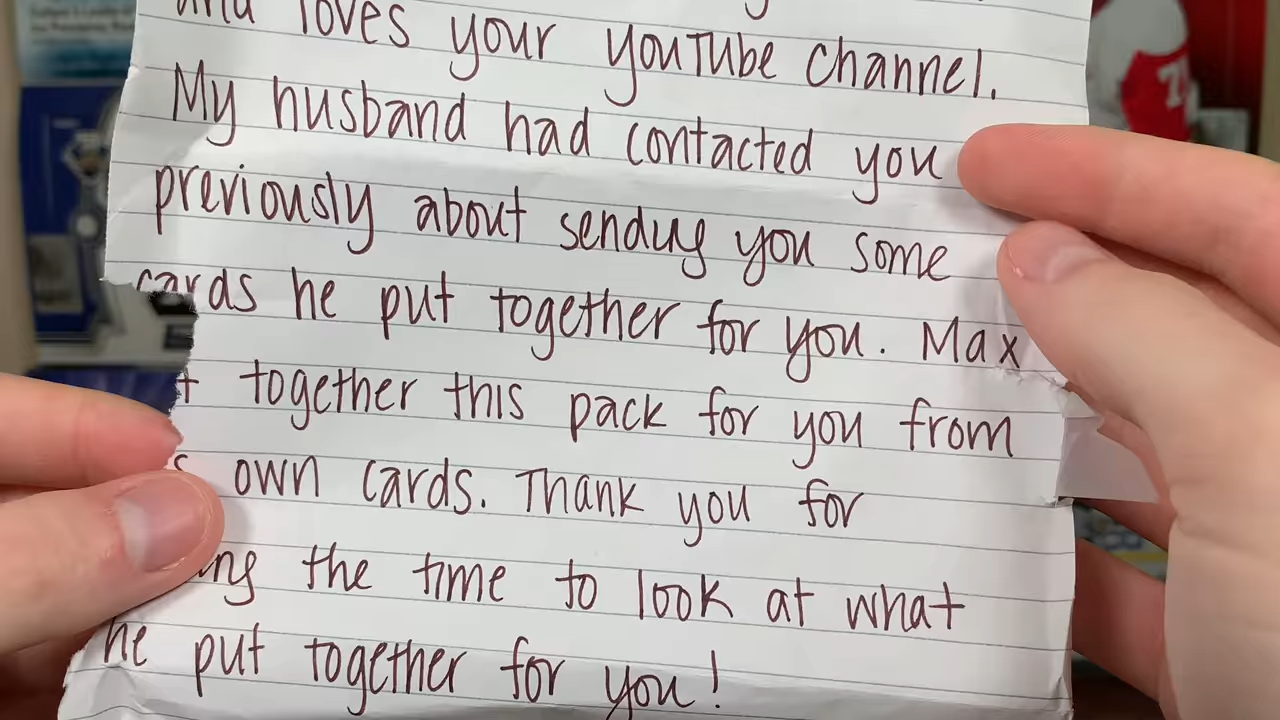 and loves your YouTube channel.
My husband had contacted you
previously about sending you some
cards he put together for you. Max
together this pack for you from
own cards. Thank you for
the time to look at what
he put together for you!